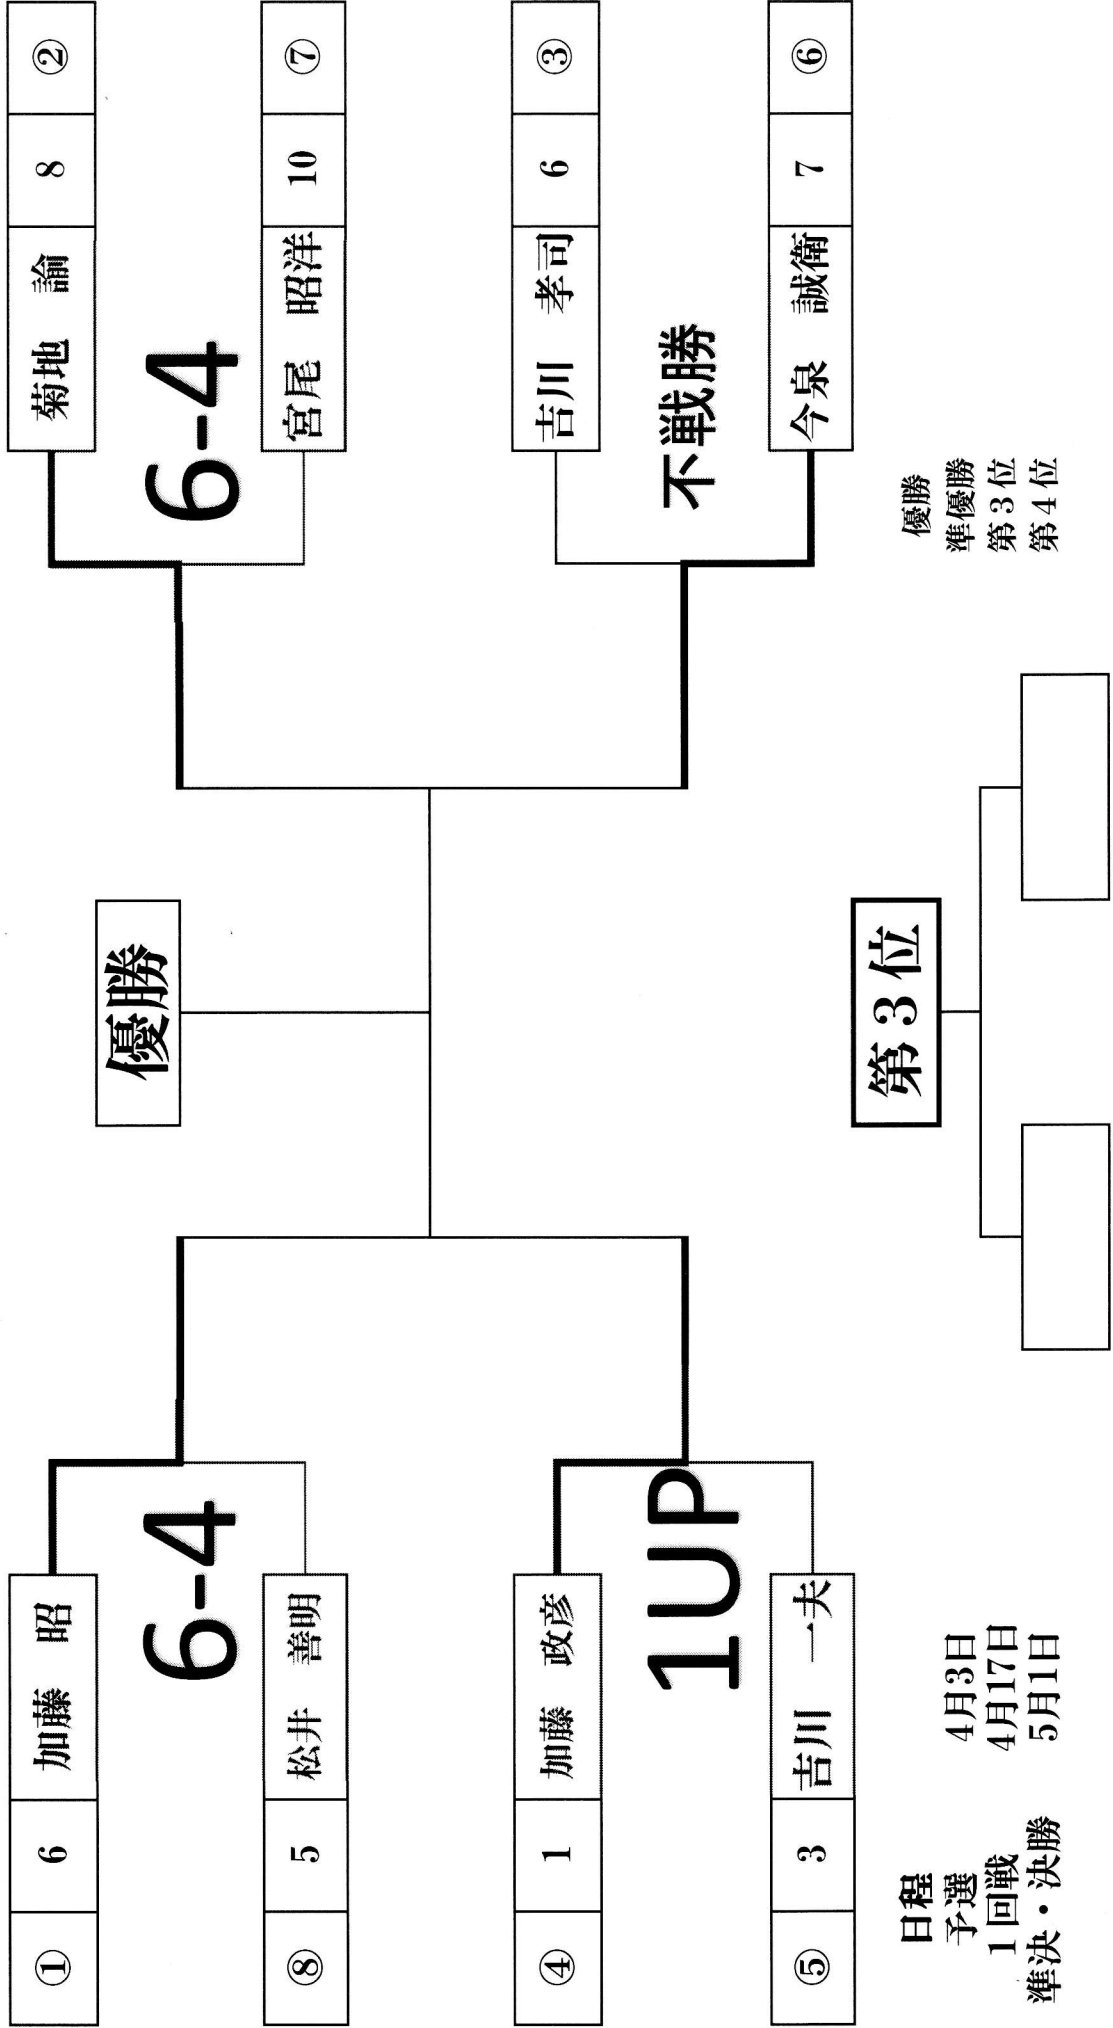 ① 6 加藤 昭
6-4
⑧ 5 松井 善明
④ 1 加藤 政彦
1UP
⑤ 3 吉川 一夫
優勝
菊地 諭 8 ②
6-4
宮尾 昭洋 10 ⑦
吉川 孝司 6 ③
不戦勝
今泉 誠衛 7 ⑥
第3位
日程
予選 4月3日
1回戦 4月17日
準決・決勝 5月1日
優勝
準優勝
第3位
第4位